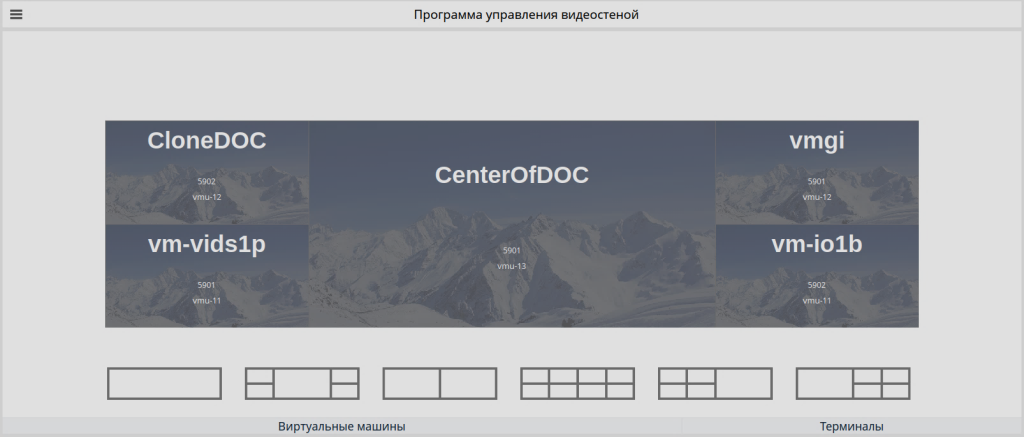 Программа управления видеостеной
CloneDOC
5902
vmu-12
vm-vids1p
5901
vmu-11
CenterOfDOC
5901
vmu-13
vmgi
5901
vmu-12
vm-io1b
5902
vmu-11
Виртуальные машины
Терминалы